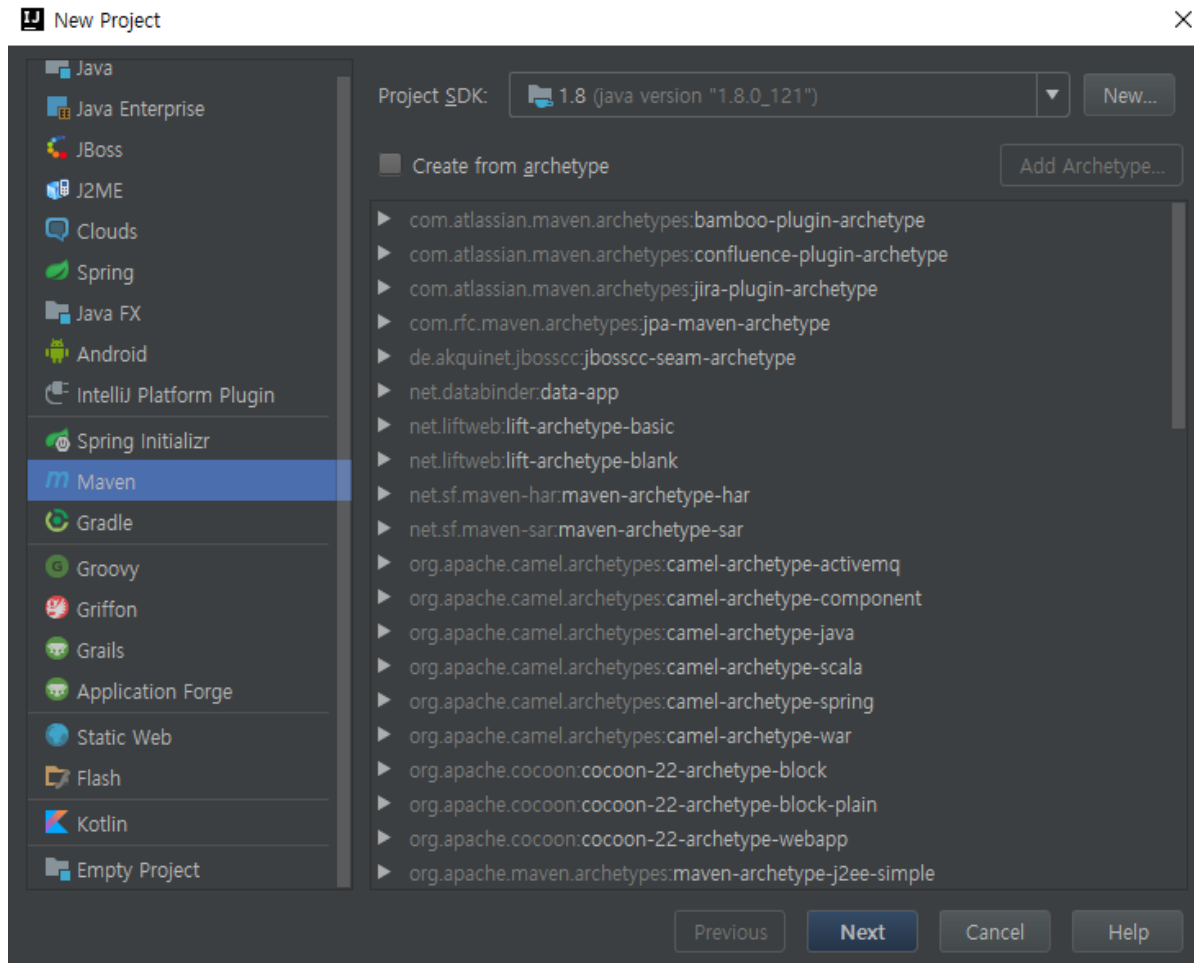 New Project
Java
Java Enterprise
JBoss
J2ME
Clouds
Spring
Java FX
Android
IntelliJ Platform Plugin
Spring Initializr
Maven
Gradle
Groovy
Griffon
Grails
Application Forge
Static Web
Flash
Kotlin
Empty Project
Project SDK: 1.8 (java version "1.8.0_121") New...
Create from archetype Add Archetype...
com.atlassian.maven.archetypes:bamboo-plugin-archetype
com.atlassian.maven.archetypes:confluence-plugin-archetype
com.atlassian.maven.archetypes:jira-plugin-archetype
com.rfc.maven.archetypes:jpa-maven-archetype
de.akquinet.jbosscc:jbosscc-seam-archetype
net.databinder:data-app
net.liftweb:lift-archetype-basic
net.liftweb:lift-archetype-blank
net.sf.maven-har:maven-archetype-har
net.sf.maven-sar:maven-archetype-sar
org.apache.camel.archetypes:camel-archetype-activemq
org.apache.camel.archetypes:camel-archetype-component
org.apache.camel.archetypes:camel-archetype-java
org.apache.camel.archetypes:camel-archetype-scala
org.apache.camel.archetypes:camel-archetype-spring
org.apache.camel.archetypes:camel-archetype-war
org.apache.cocoon:cocoon-22-archetype-block
org.apache.cocoon:cocoon-22-archetype-block-plain
org.apache.cocoon:cocoon-22-archetype-webapp
org.apache.maven.archetypes:maven-archetype-j2ee-simple
Previous Next Cancel Help